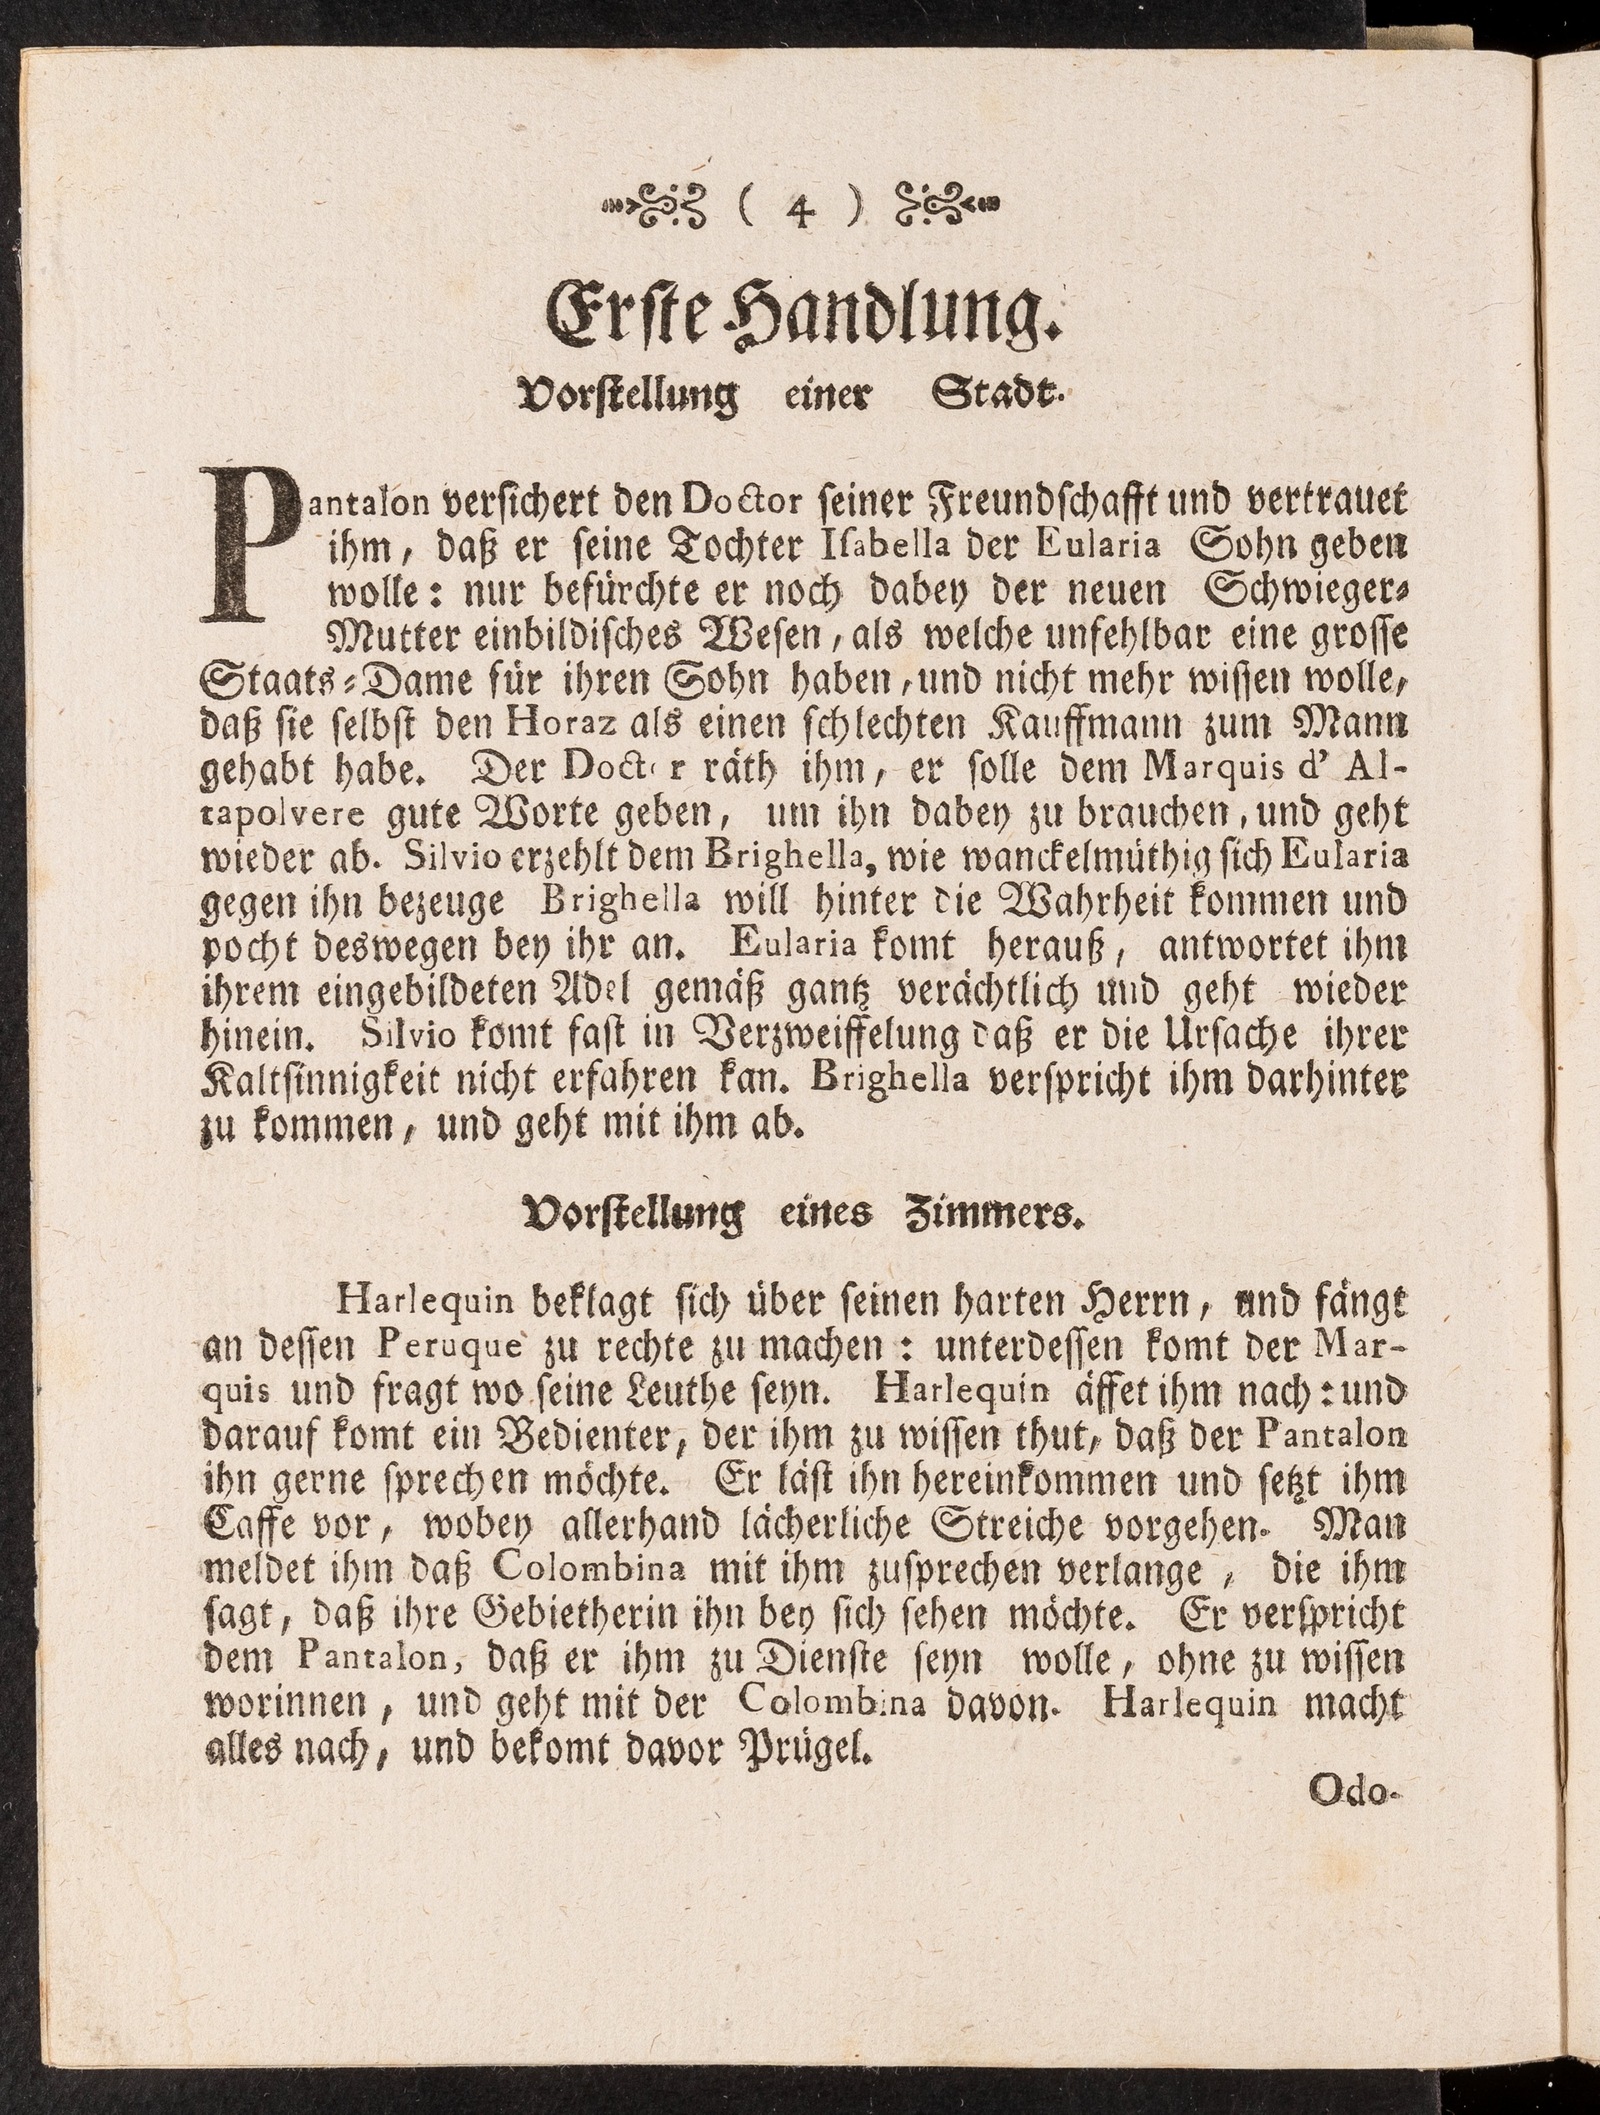 ( 4 )
Erste Handlung.
Vorstellung einer Stadt.
Pantalon versichert den Doctor seiner Freundschafft und vertrauet
ihm, daß er seine Tochter Isabella der Eularia Sohn geben
wolle: nur befürchte er noch dabey der neuen Schwieger-
Mutter einbildisches Wesen, als welche unfehlbar eine grosse
Staats-Dame für ihren Sohn haben, und nicht mehr wissen wolle,
daß sie selbst den Horaz als einen schlechten Kauffmann zum Mann
gehabt habe. Der Doctor räth ihm, er solle dem Marquis d' Al-
tapolvere gute Worte geben, um ihn dabey zu brauchen, und geht
wieder ab. Silvio erzehlt dem Brighella, wie wanckelmüthig sich Eularia
gegen ihn bezeuge Brighella will hinter die Wahrheit kommen und
pocht deswegen bey ihr an. Eularia komt herauß, antwortet ihm
ihrem eingebildeten Adel gemäß gantz verächtlich und geht wieder
hinein. Silvio komt fast in Verzweiffelung daß er die Ursache ihrer
Kaltsinnigkeit nicht erfahren kan. Brighella verspricht ihm darhinter
zu kommen, und geht mit ihm ab.
Vorstellung eines Zimmers.
Harlequin beklagt sich über seinen harten Herrn, und fängt
an dessen Peruque zu rechte zu machen: unterdessen komt der Mar-
quis und fragt wo seine Leuthe seyn. Harlequin äffet ihm nach: und
darauf komt ein Bedienter, der ihm zu wissen thut, daß der Pantalon
ihn gerne sprechen möchte. Er läst ihn hereinkommen und setzt ihm
Caffe vor, wobey allerhand lächerliche Streiche vorgehen. Man
meldet ihm daß Colombina mit ihm zusprechen verlange, die ihm
sagt, daß ihre Gebietherin ihn bey sich sehen möchte. Er verspricht
dem Pantalon, daß er ihm zu Dienste seyn wolle, ohne zu wissen
worinnen, und geht mit der Colombina davon. Harlequin macht
alles nach, und bekomt davor Prügel.
Odo-